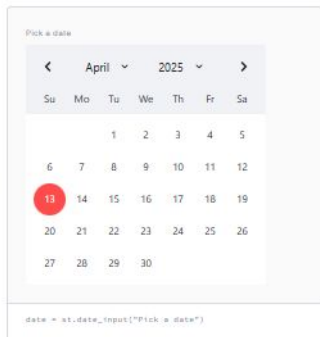 Pick a date
April 2025
Su Mo Tu We Th Fr Sa
1 2 3 4 5
6 7 8 9 10 11 12
13 14 15 16 17 18 19
20 21 22 23 24 25 26
27 28 29 30
date = st.date_input("Pick a date")